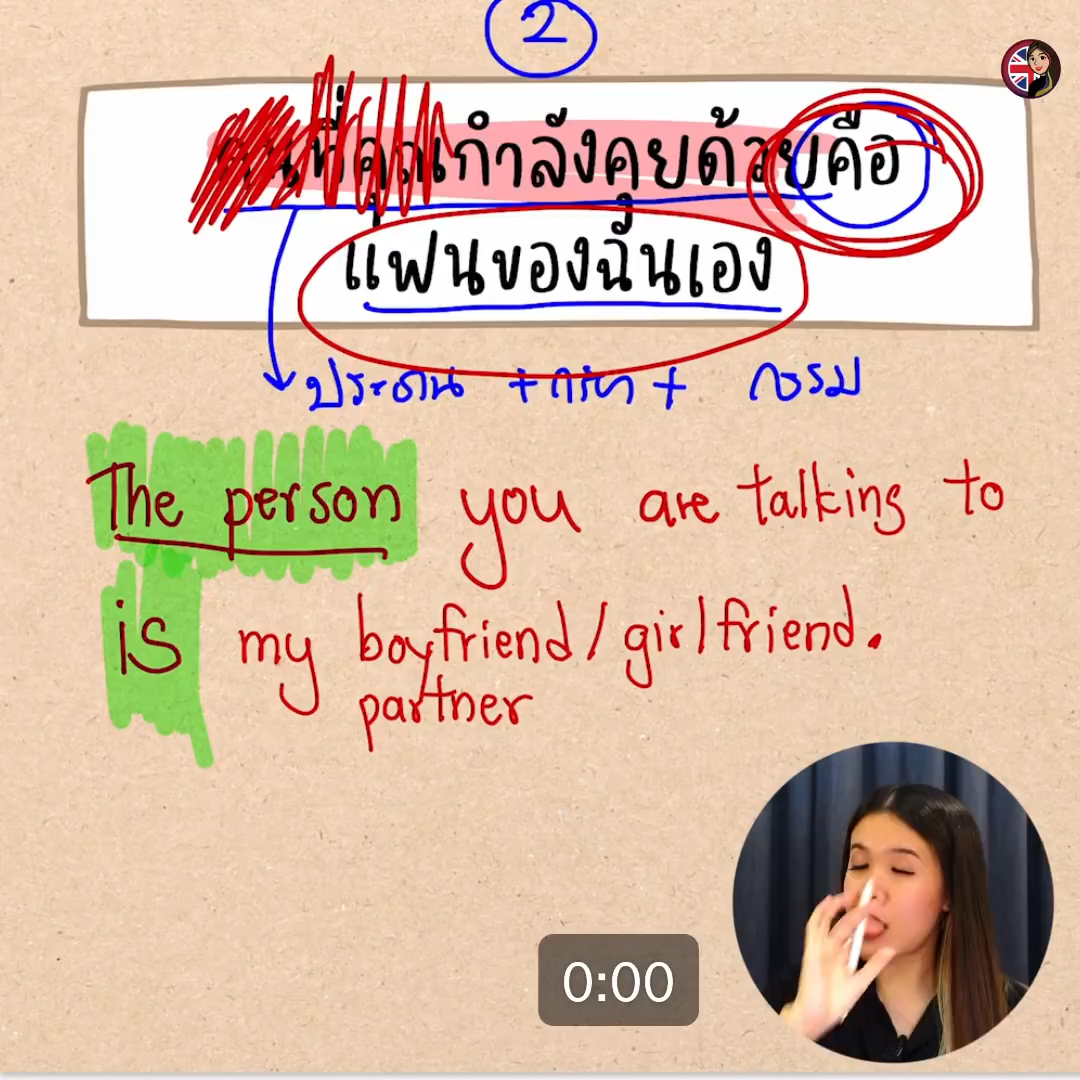 2
คนที่คุณกำลังคุยด้วยคือ
แฟนของฉันเอง
ประธาน + กริยา + กรรม
The person you are talking to
is my boyfriend/girlfriend.
partner
0:00